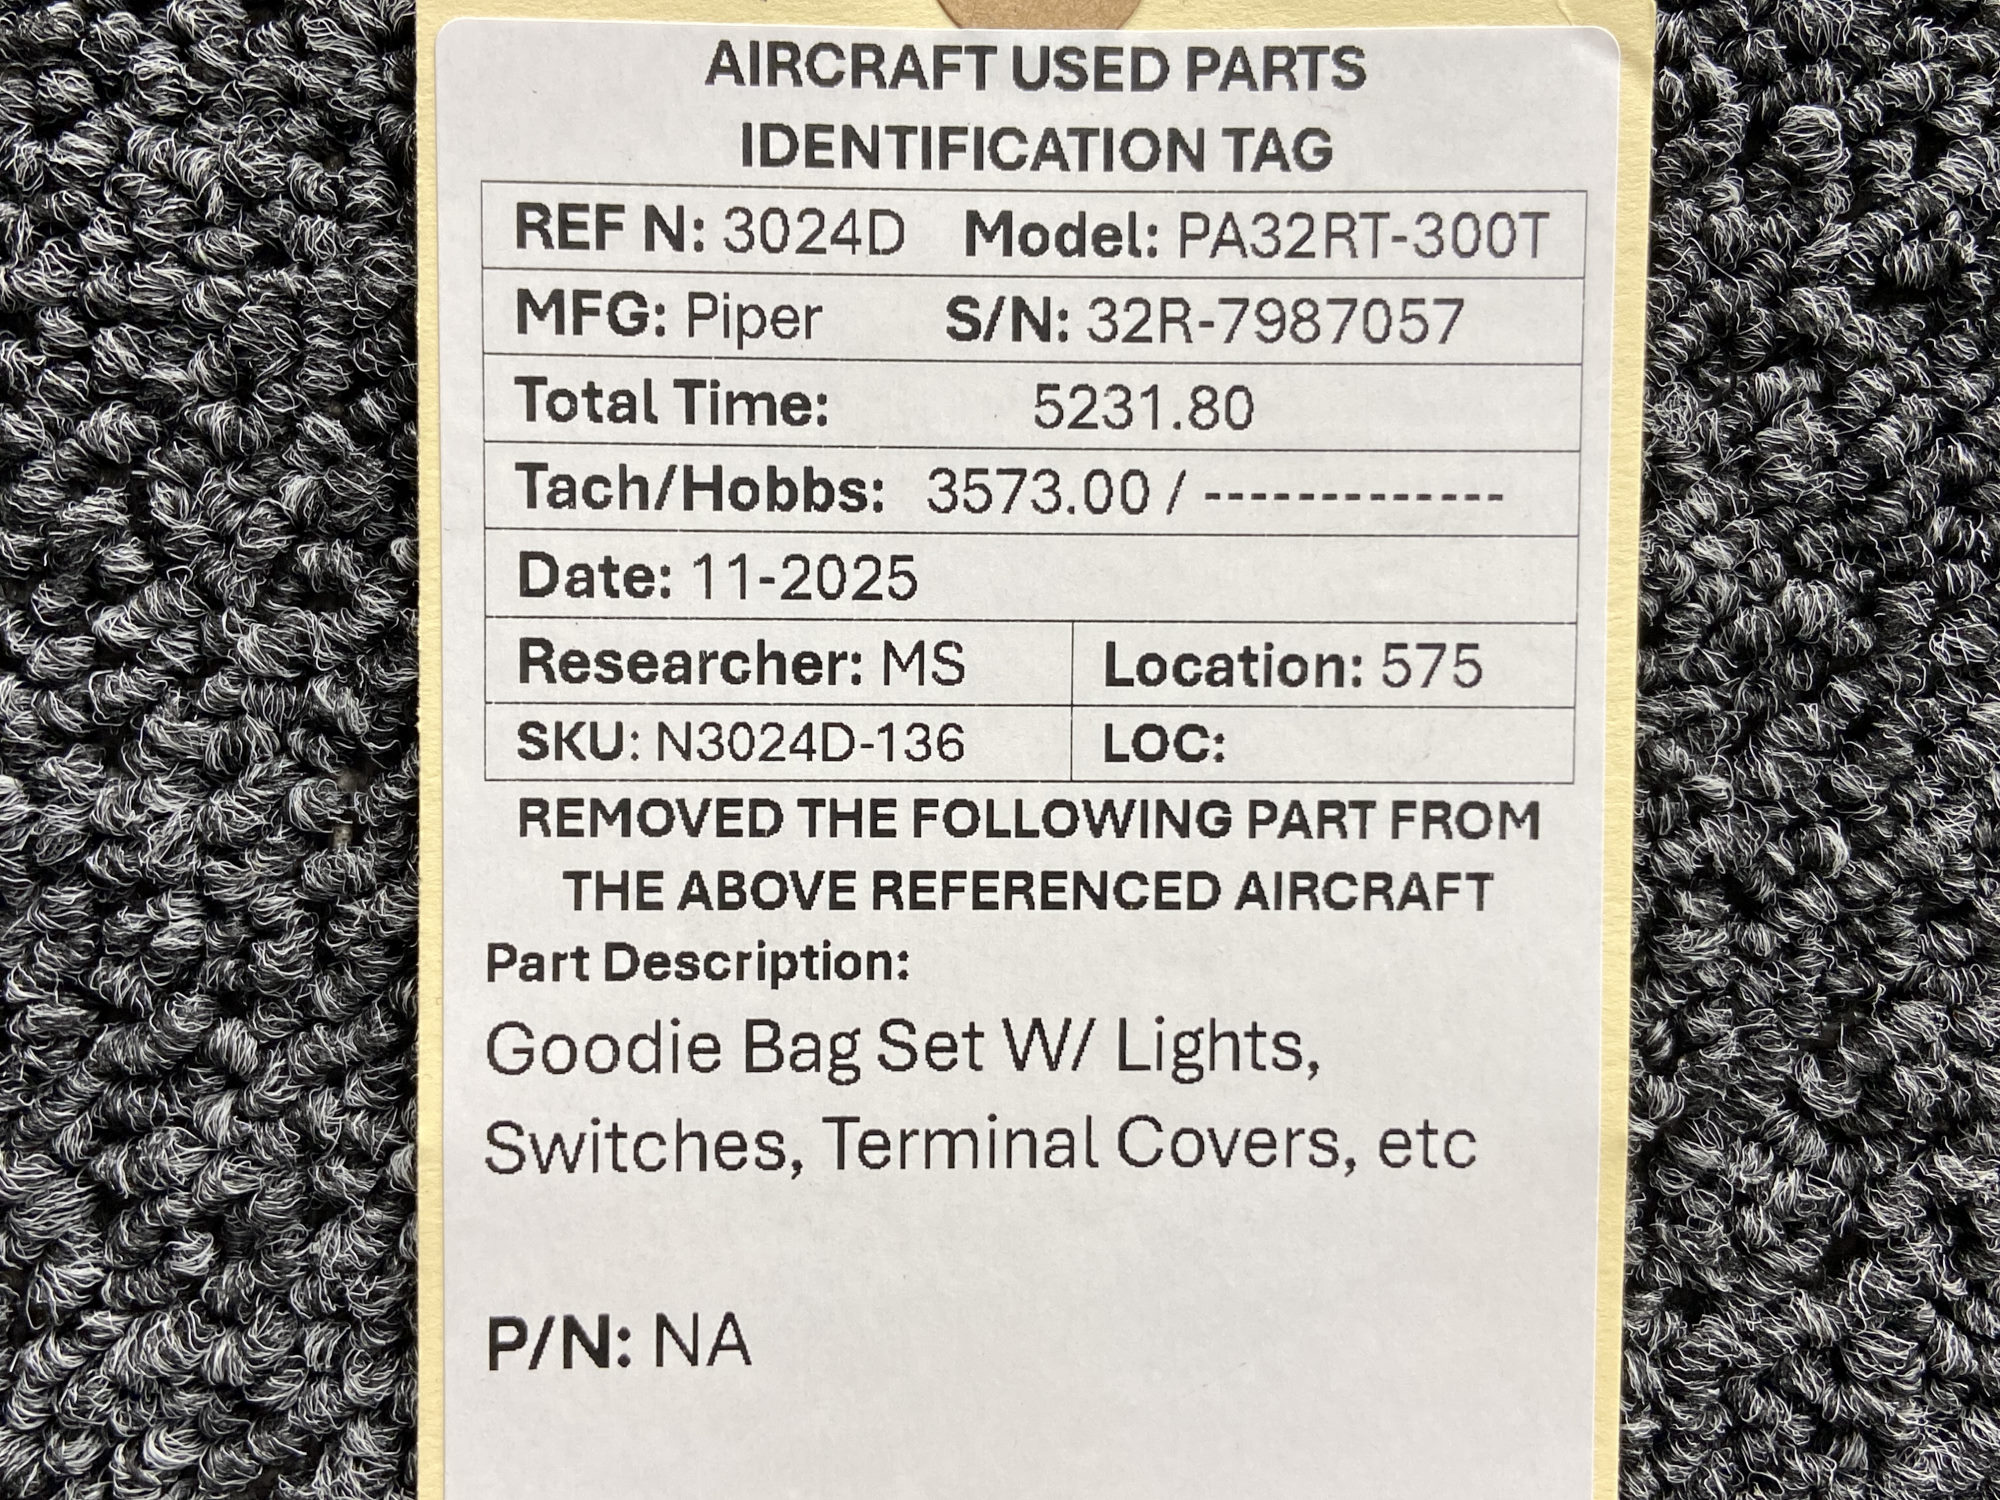 AIRCRAFT USED PARTS
IDENTIFICATION TAG
REF N: 3024D Model: PA32RT-300T
MFG: Piper S/N: 32R-7987057
Total Time: 5231.80
Tach/Hobbs: 3573.00 / -------------
Date: 11-2025
Researcher: MS Location: 575
SKU: N3024D-136 LOC:
REMOVED THE FOLLOWING PART FROM
THE ABOVE REFERENCED AIRCRAFT
Part Description:
Goodie Bag Set W/ Lights,
Switches, Terminal Covers, etc
P/N: NA